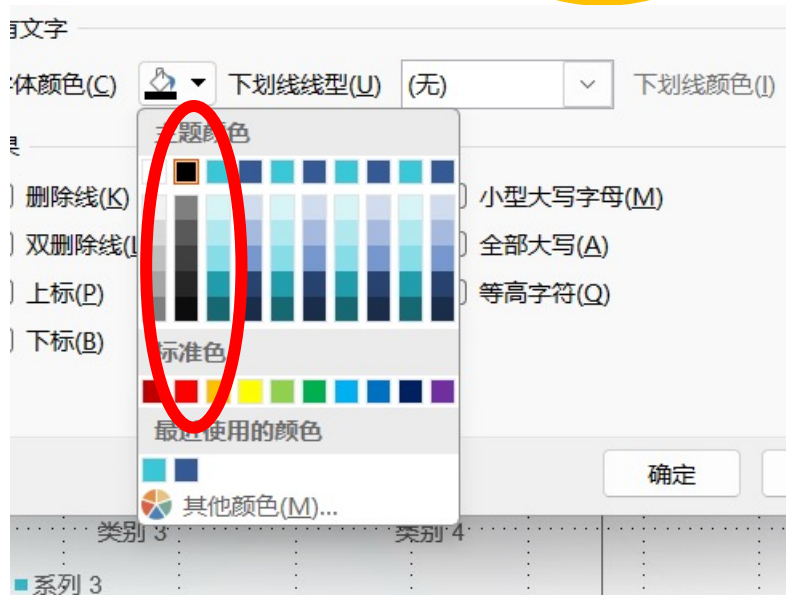 有文字
字体颜色(C) 下划线线型(U) (无) 下划线颜色(I)
主题颜色
删除线(K) 小型大写字母(M)
双删除线(L 全部大写(A)
上标(P) 等高字符(Q)
下标(B)
标准色
最近使用的颜色
确定
其他颜色(M)...
类别 3 类别 4
系列 3